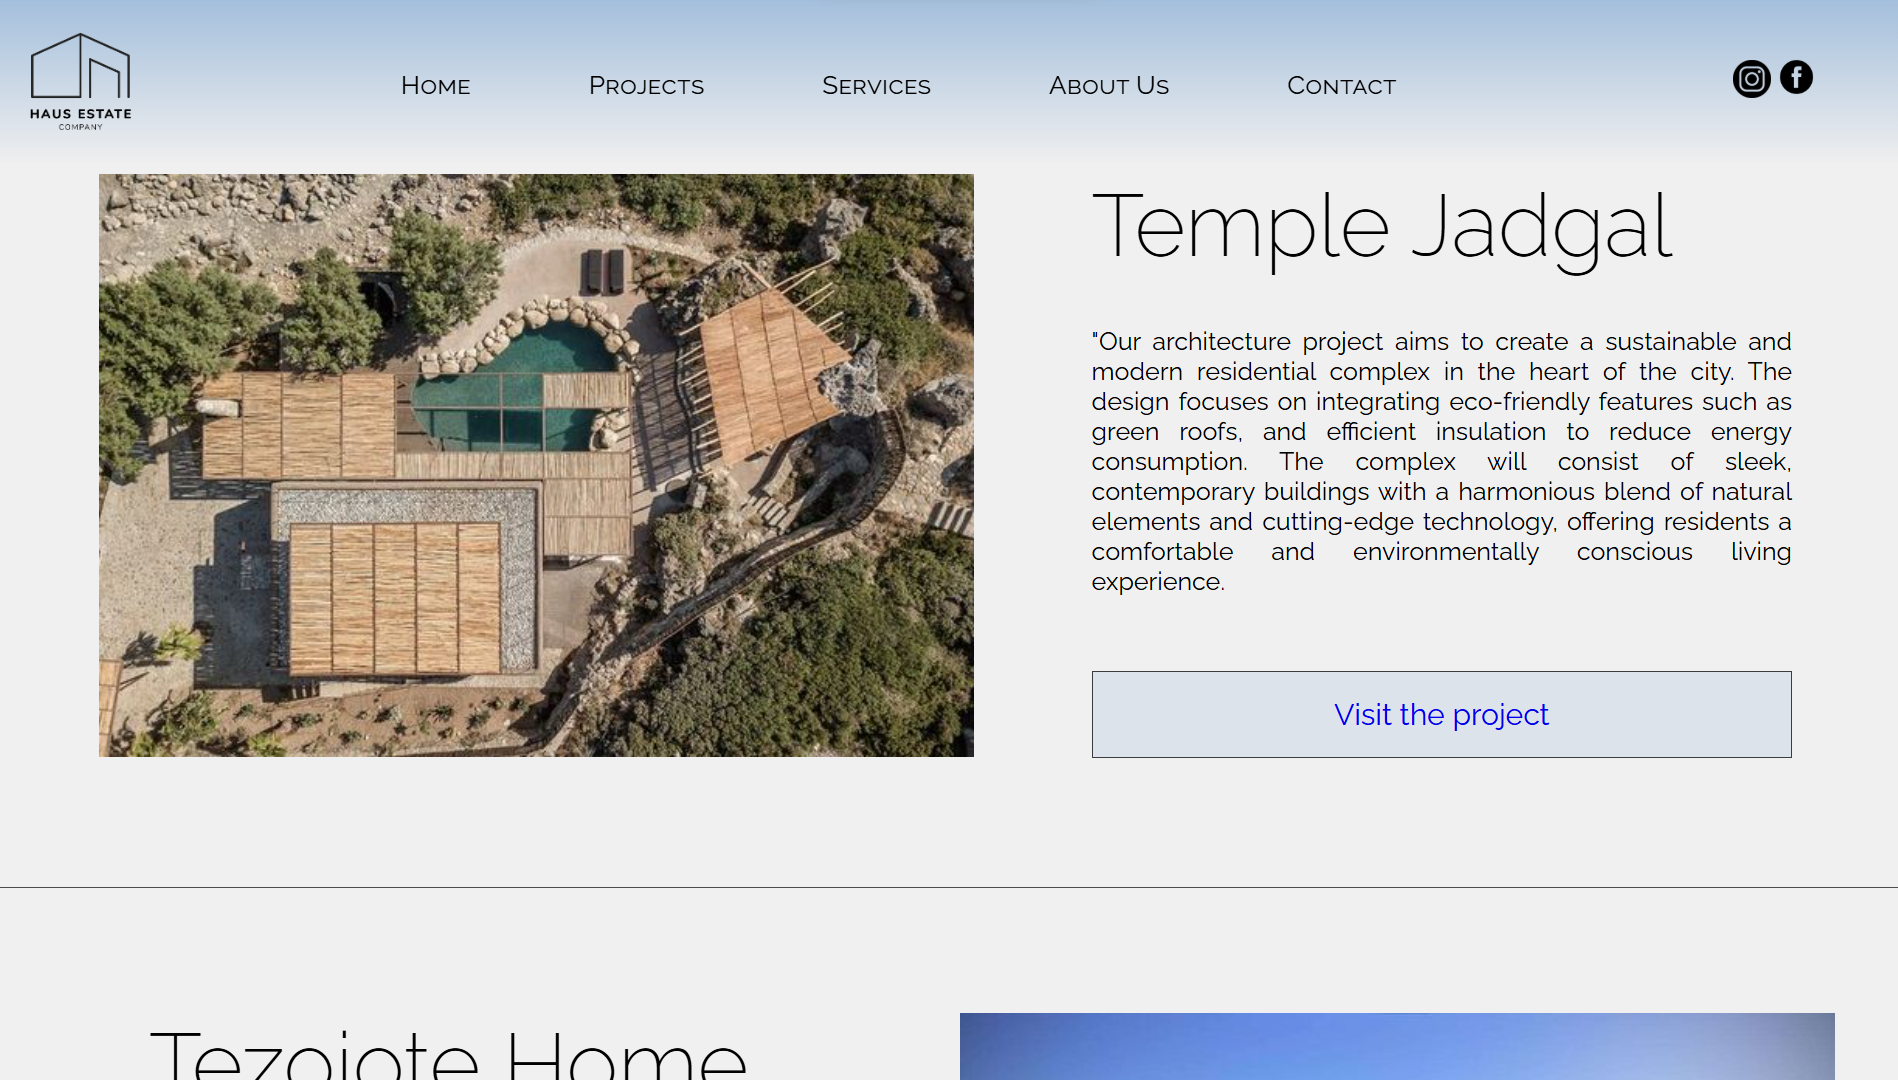 HAUS ESTATE
COMPANY
Home
Projects
Services
About Us
Contact
Temple Jadgal
"Our architecture project aims to create a sustainable and
modern residential complex in the heart of the city. The
design focuses on integrating eco-friendly features such as
green roofs, and efficient insulation to reduce energy
consumption. The complex will consist of sleek,
contemporary buildings with a harmonious blend of natural
elements and cutting-edge technology, offering residents a
comfortable and environmentally conscious living
experience.
Visit the project
Tezojote Home